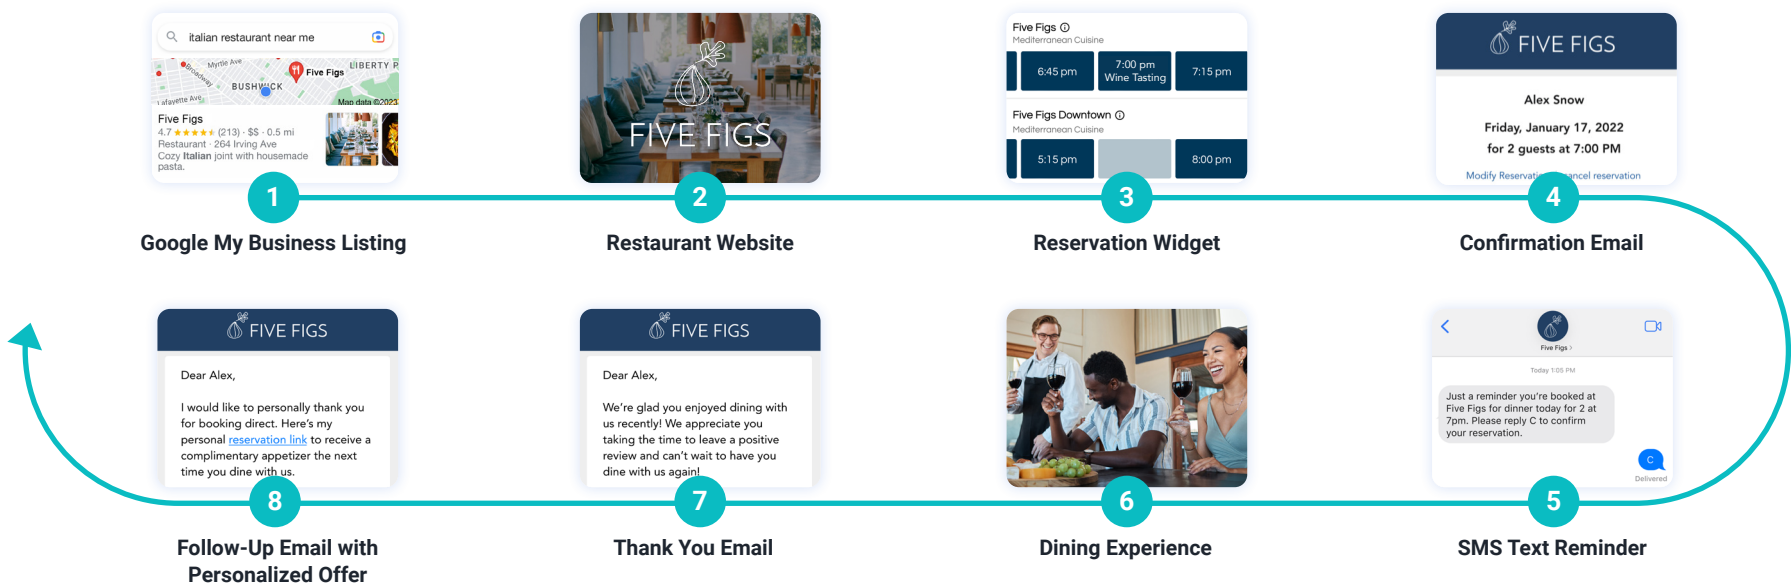 italian restaurant near me
Myrtle Ave
Broadway
LIBERTY P
Five Figs
BUSHWICK
Lafayette Ave
Map data ©2023
Five Figs
4.7 ★★★★★ (213) · $$ · 0.5 mi
Restaurant · 264 Irving Ave
Cozy Italian joint with housemade
pasta.
1
Google My Business Listing
FIVE FIGS
2
Restaurant Website
Five Figs
Mediterranean Cuisine
6:45 pm
7:00 pm
Wine Tasting
7:15 pm
Five Figs Downtown
Mediterranean Cuisine
5:15 pm
8:00 pm
3
Reservation Widget
FIVE FIGS
Alex Snow
Friday, January 17, 2022
for 2 guests at 7:00 PM
Modify Reservation cancel reservation
4
Confirmation Email
FIVE FIGS
Dear Alex,
I would like to personally thank you
for booking direct. Here's my
personal reservation link to receive a
complimentary appetizer the next
time you dine with us.
8
Follow-Up Email with
Personalized Offer
FIVE FIGS
Dear Alex,
We're glad you enjoyed dining with
us recently! We appreciate you
taking the time to leave a positive
review and can't wait to have you
dine with us again!
7
Thank You Email
6
Dining Experience
Five Figs >
Today 1:05 PM
Just a reminder you're booked at
Five Figs for dinner today for 2 at
7pm. Please reply C to confirm
your reservation.
C
Delivered
5
SMS Text Reminder